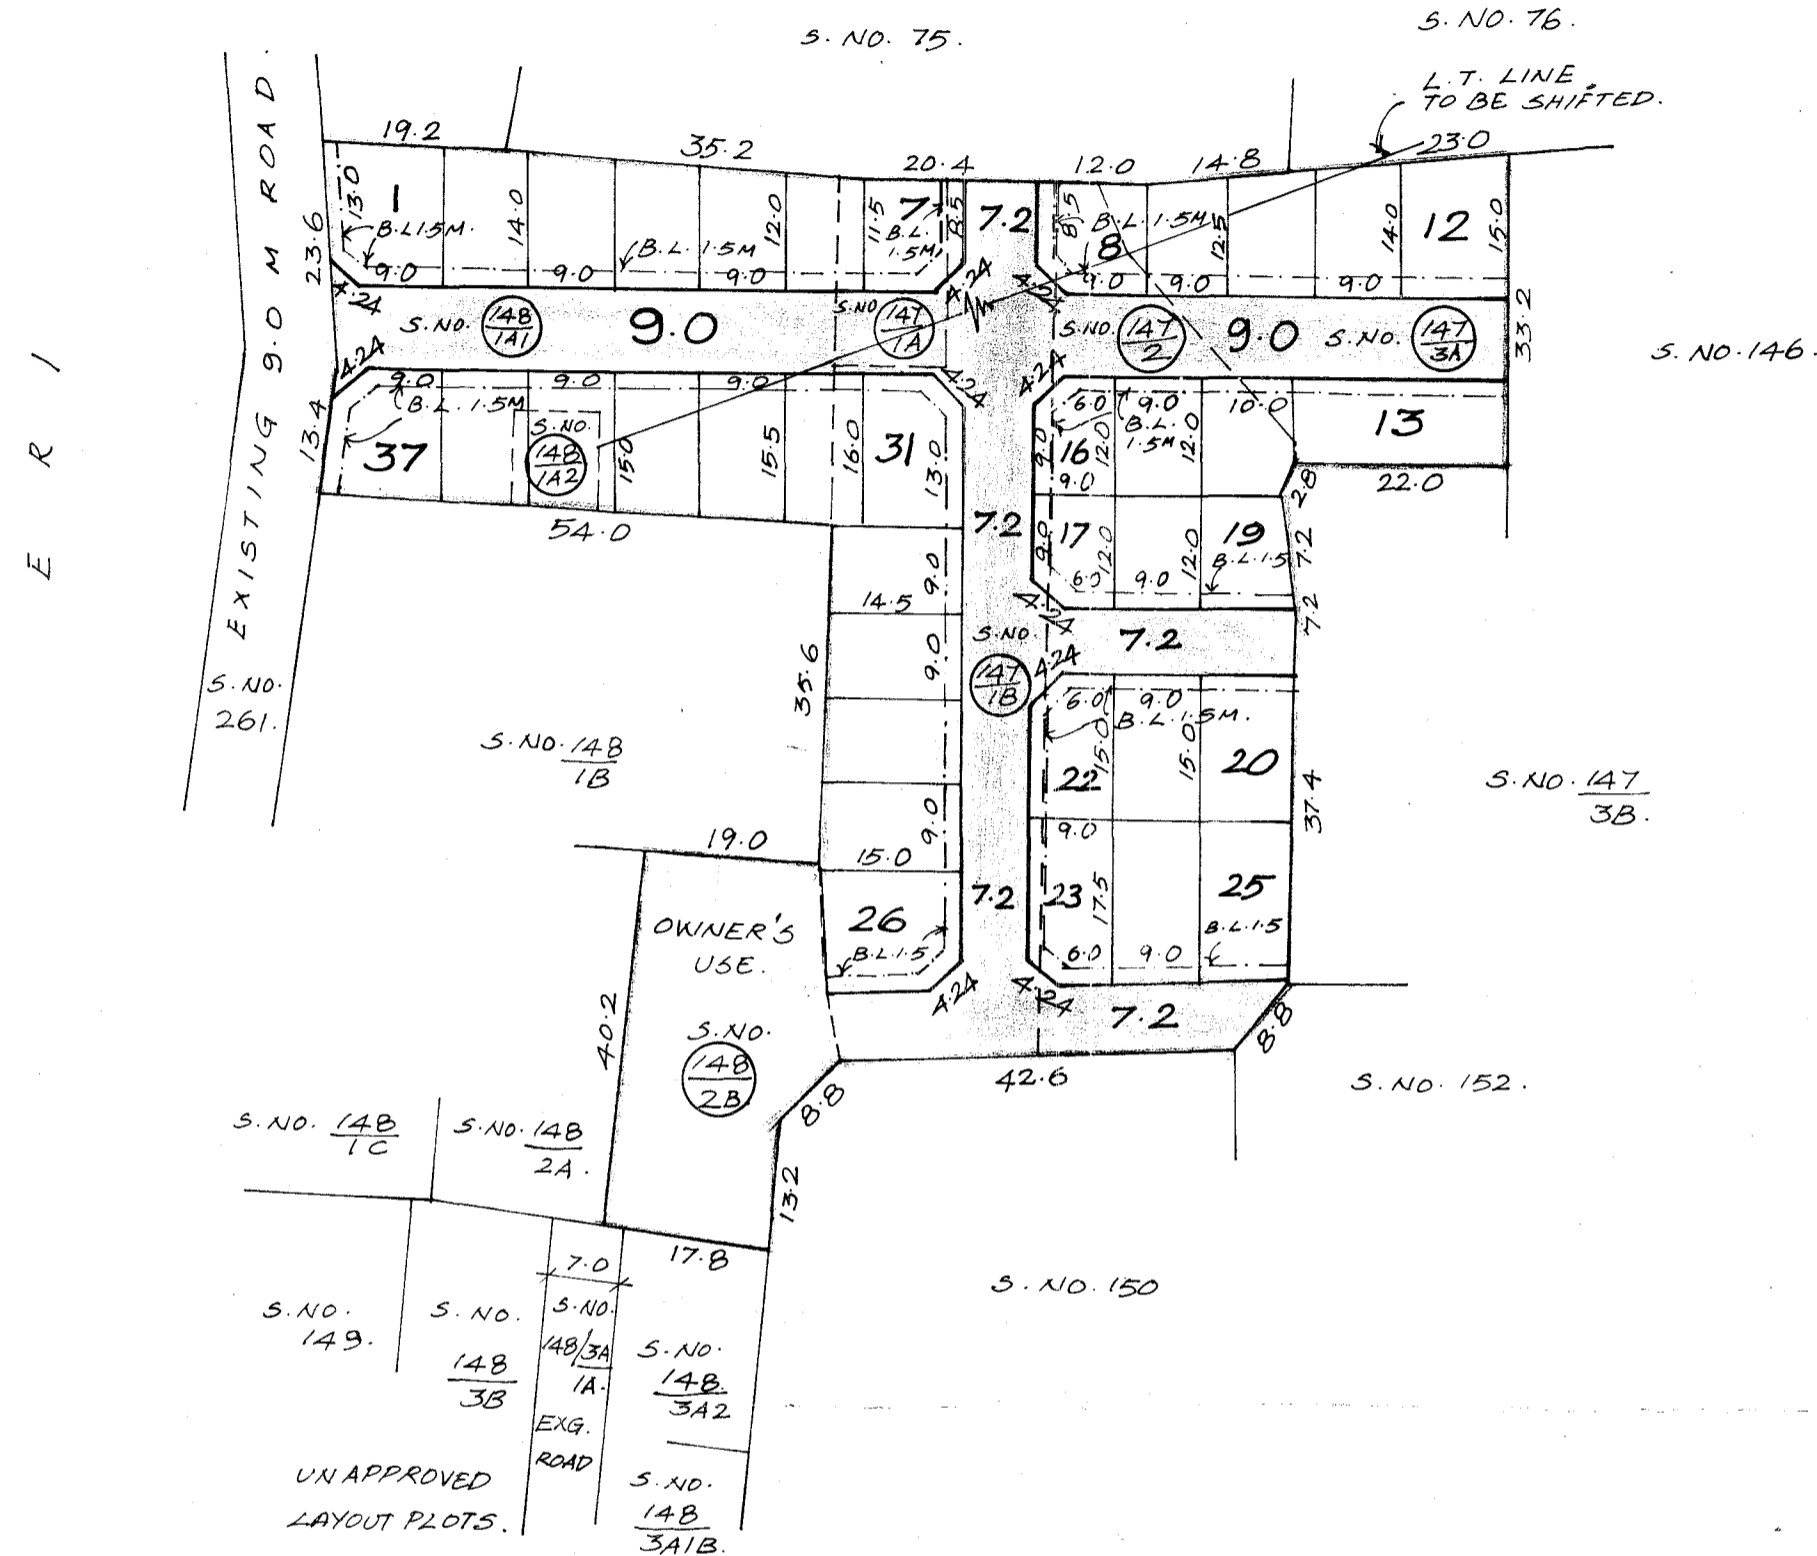 S. NO. 75.
S. NO. 76.
L.T. LINE
TO BE SHIFTED.
19.2
35.2
20.4
12.0
14.8
23.0
EXISTING 9.0 M ROAD.
E R I
23.6
13.0
1
B.L 1.5M.
14.0
B.L. 1.5M
12.0
11.5
7
B.L.
1.5M
8.5
7.2
8.5
B.L. 1.5M
8
12.5
14.0
12
15.0
9.0
9.0
9.0
9.0
9.0
9.0
4.24
4.24
4.24
S.NO. 148/1A1
9.0
S.NO 147/1A
S.NO. 147/2
9.0
S.NO. 147/3A
33.2
S. NO. 146.
4.24
4.24
4.24
9.0
9.0
9.0
B.L. 1.5M
13.4
37
S.NO.
148/1A2
15.0
15.5
16.0
31
13.0
6.0
9.0
10.0
B.L.
1.5M
9.0
16
12.0
12.0
9.0
13
22.0
2.8
54.0
7.2
9.0
17
12.0
12.0
19
B.L.1.5
7.2
6.0
9.0
9.0
14.5
4.24
7.2
S.NO.
147/1B
7.2
9.0
4.24
35.6
S.NO.
261.
S.NO. 148/1B
6.0
9.0
B.L. 1.5M.
15.0
15.0
22
20
37.4
S.NO. 147/3B.
9.0
19.0
15.0
9.0
7.2
23
17.5
25
B.L.1.5
6.0
9.0
26
B.L.1.5
OWNER'S
USE.
4.24
4.24
7.2
8.8
40.2
S.NO.
148/2B
42.6
8.8
S.NO. 152.
S.NO. 148/1C
S.NO. 148/2A.
13.2
17.8
7.0
S. NO. 150
S.NO.
149.
S. NO.
148/3B
S.NO.
148/3A/1A.
EXG.
ROAD
S.NO.
148/3A2
UNAPPROVED
LAYOUT PLOTS.
S.NO.
148/3A1B.